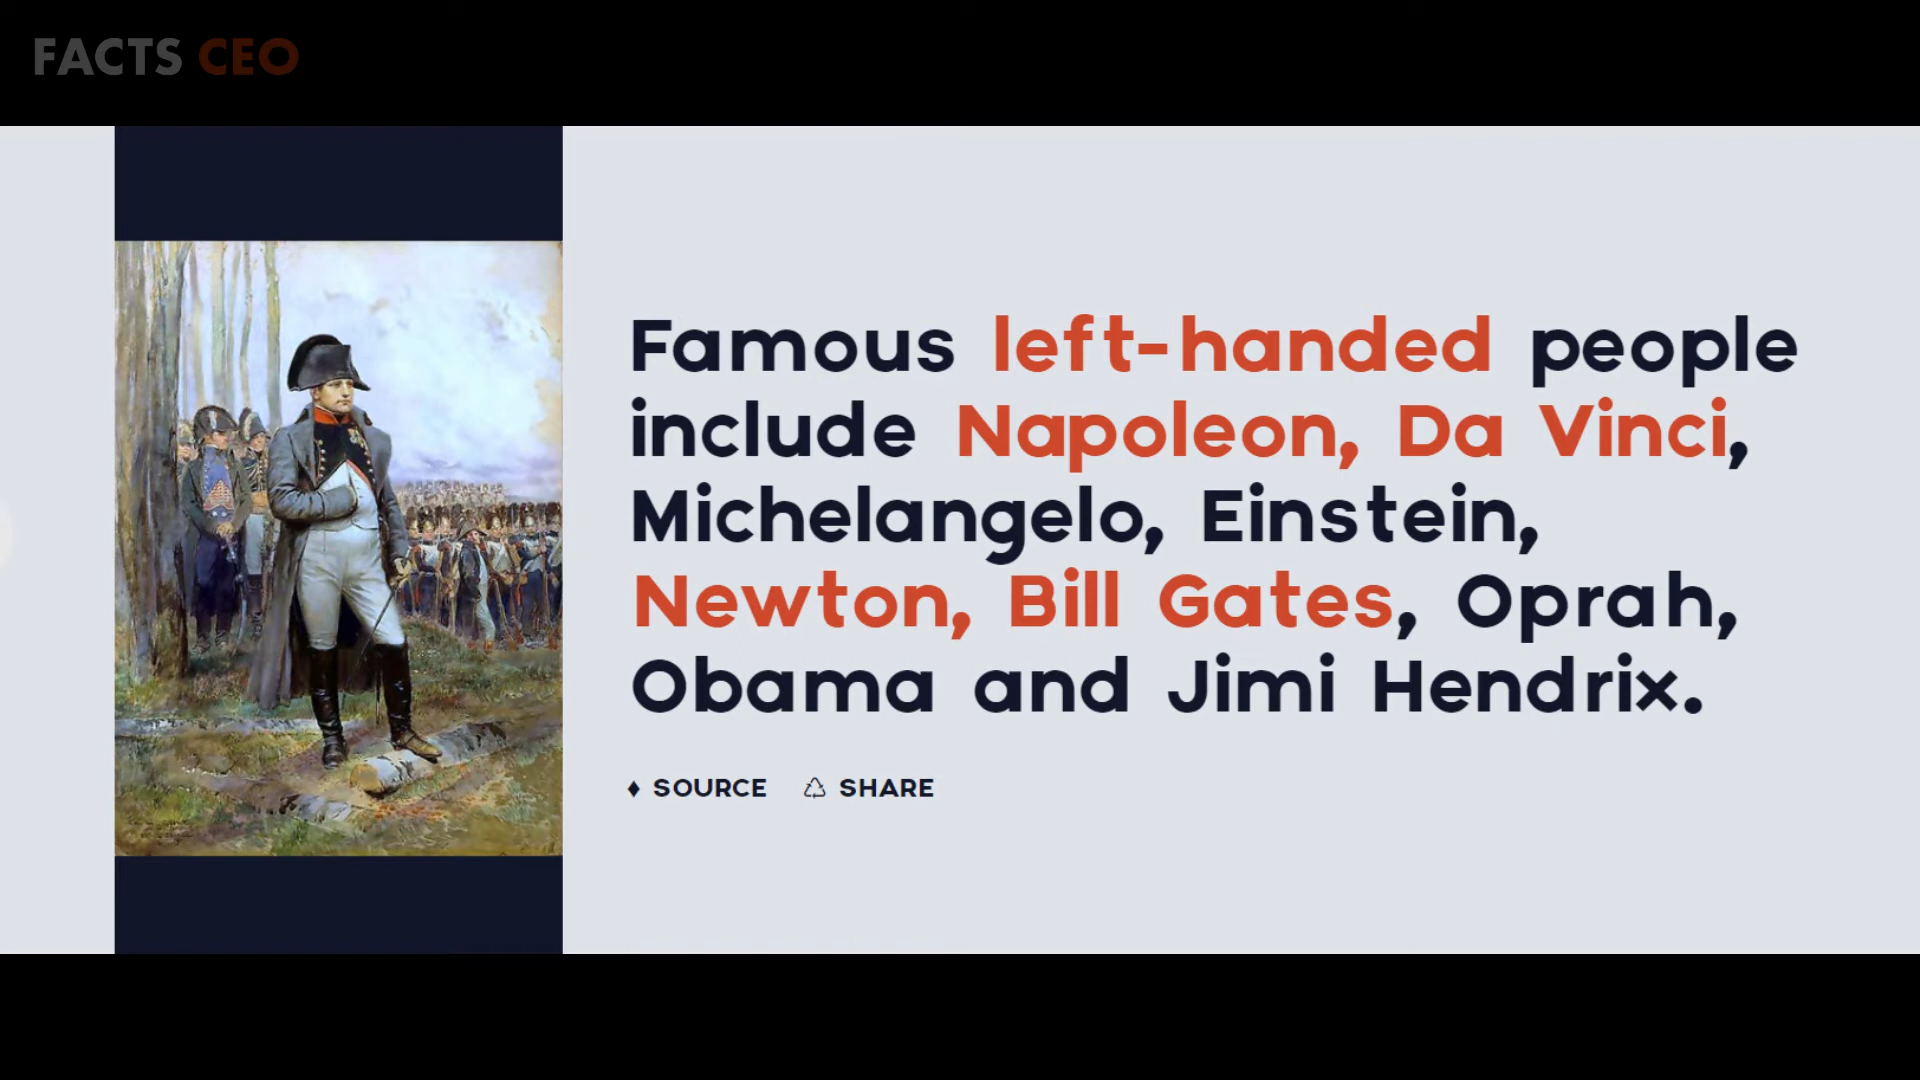 FACTS CEO
Famous left-handed people
include Napoleon, Da Vinci,
Michelangelo, Einstein,
Newton, Bill Gates, Oprah,
Obama and Jimi Hendrix.
SOURCE SHARE